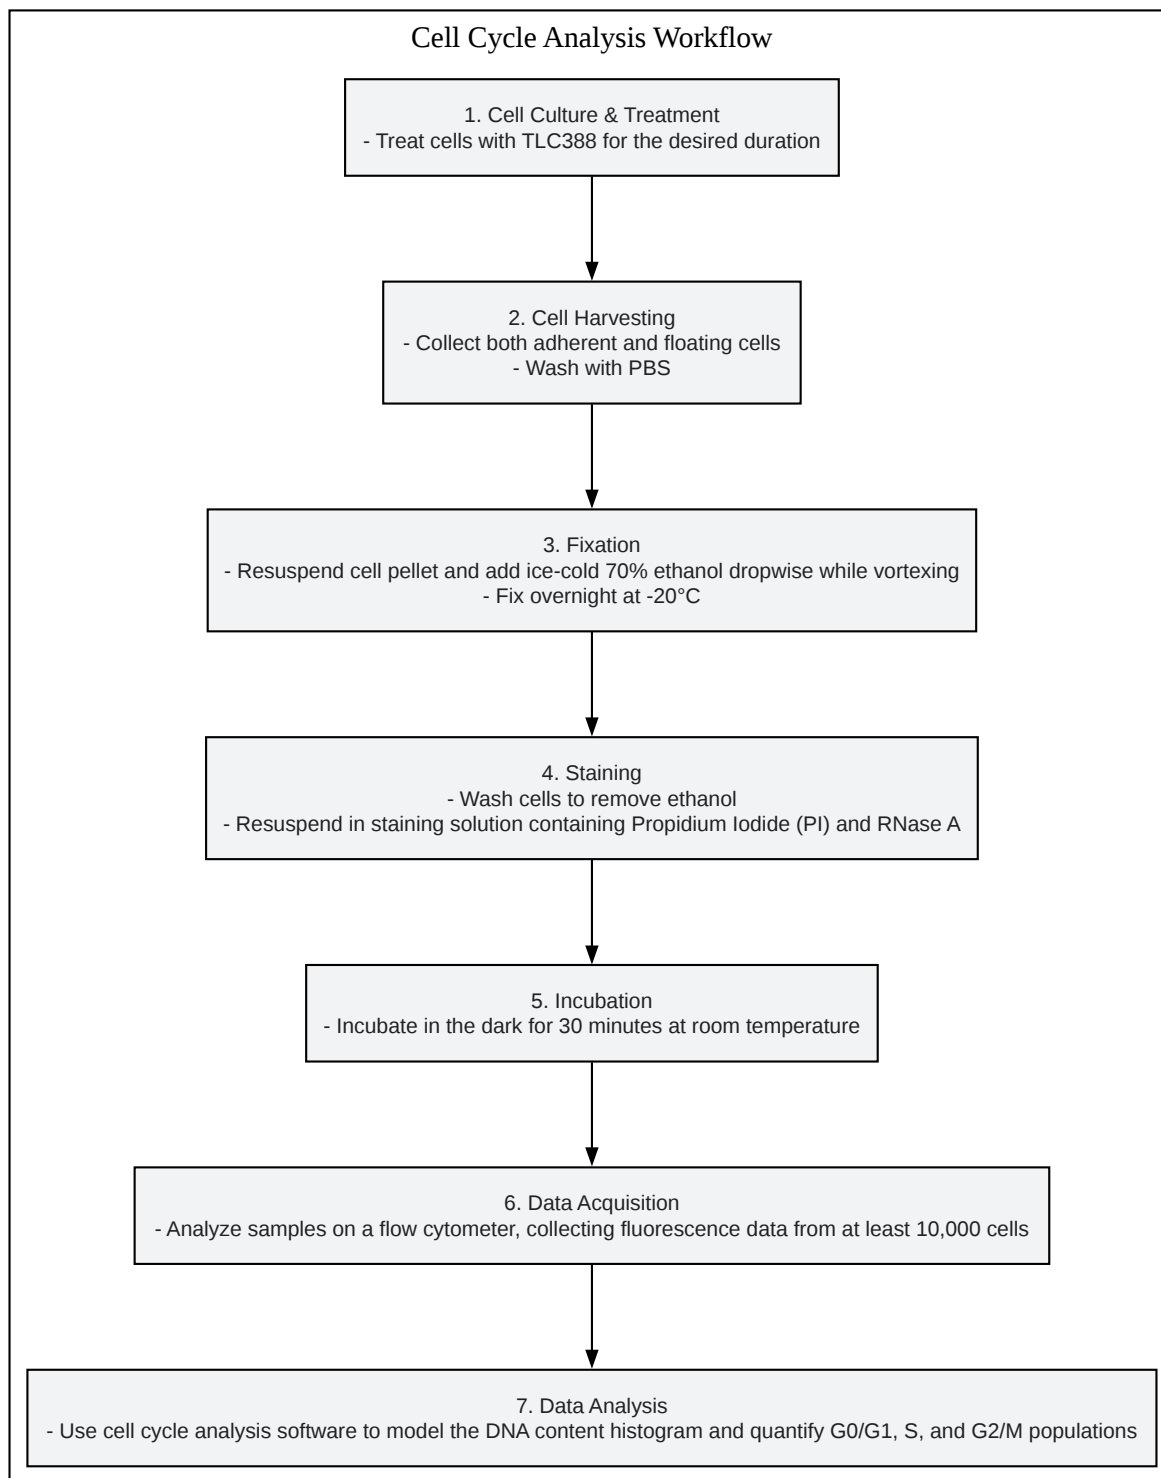 Cell Cycle Analysis Workflow
1. Cell Culture & Treatment
- Treat cells with TLC388 for the desired duration
2. Cell Harvesting
- Collect both adherent and floating cells
- Wash with PBS
3. Fixation
- Resuspend cell pellet and add ice-cold 70% ethanol dropwise while vortexing
- Fix overnight at -20°C
4. Staining
- Wash cells to remove ethanol
- Resuspend in staining solution containing Propidium Iodide (PI) and RNase A
5. Incubation
- Incubate in the dark for 30 minutes at room temperature
6. Data Acquisition
- Analyze samples on a flow cytometer, collecting fluorescence data from at least 10,000 cells
7. Data Analysis
- Use cell cycle analysis software to model the DNA content histogram and quantify G0/G1, S, and G2/M populations